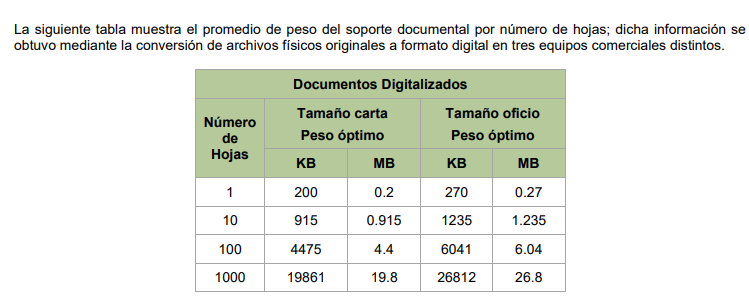 La siguiente tabla muestra el promedio de peso del soporte documental por número de hojas; dicha información se
obtuvo mediante la conversión de archivos físicos originales a formato digital en tres equipos comerciales distintos.
Documentos Digitalizados
Número de Hojas Tamaño carta Peso óptimo Tamaño oficio Peso óptimo
KB MB KB MB
1 200 0.2 270 0.27
10 915 0.915 1235 1.235
100 4475 4.4 6041 6.04
1000 19861 19.8 26812 26.8